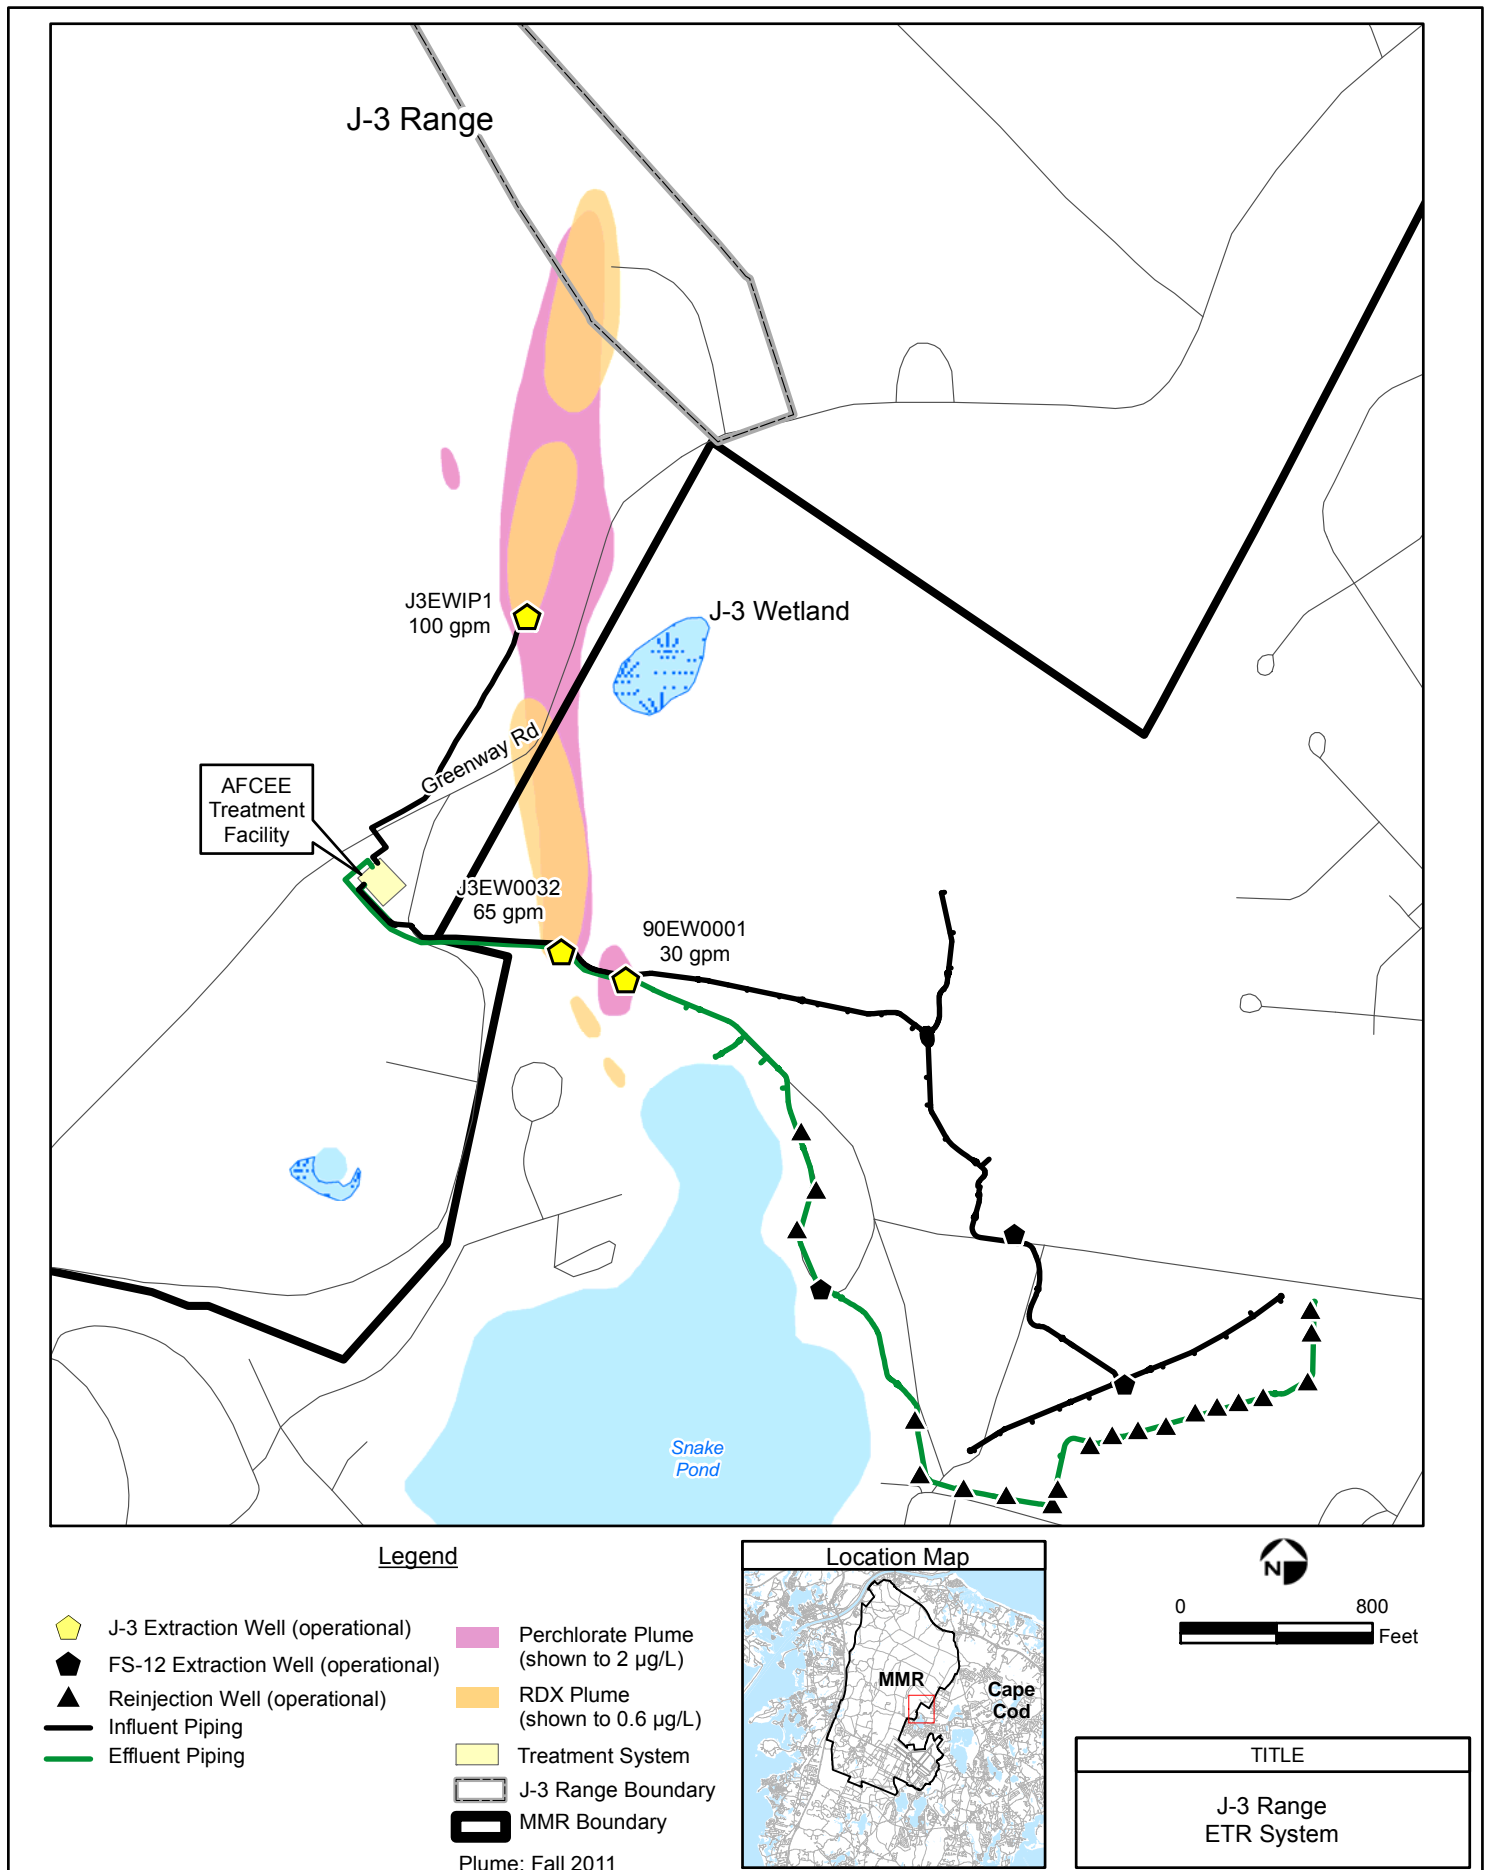 J-3 Range
J3EWIP1
100 gpm
J-3 Wetland
Greenway Rd
AFCEE
Treatment
Facility
J3EW0032
65 gpm
90EW0001
30 gpm
Snake
Pond
Legend
J-3 Extraction Well (operational)
FS-12 Extraction Well (operational)
Reinjection Well (operational)
Influent Piping
Effluent Piping
Perchlorate Plume
(shown to 2 µg/L)
RDX Plume
(shown to 0.6 µg/L)
Treatment System
J-3 Range Boundary
MMR Boundary
Plume: Fall 2011
Location Map
MMR
Cape
Cod
N
0 800
Feet
TITLE
J-3 Range
ETR System